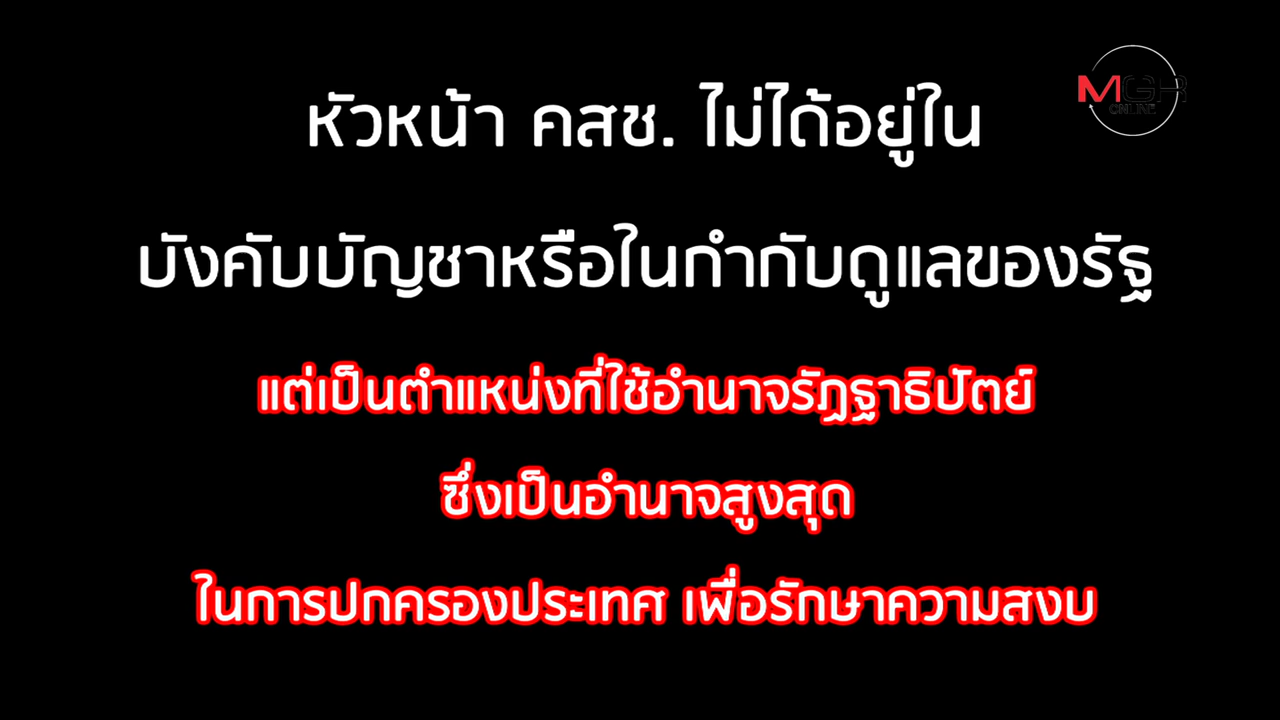 MGR
ONLINE
หัวหน้า คสช. ไม่ได้อยู่ใน
บังคับบัญชาหรือในกำกับดูแลของรัฐ
แต่เป็นตำแหน่งที่ใช้อำนาจรัฏฐาธิปัตย์
ซึ่งเป็นอำนาจสูงสุด
ในการปกครองประเทศ เพื่อรักษาความสงบ